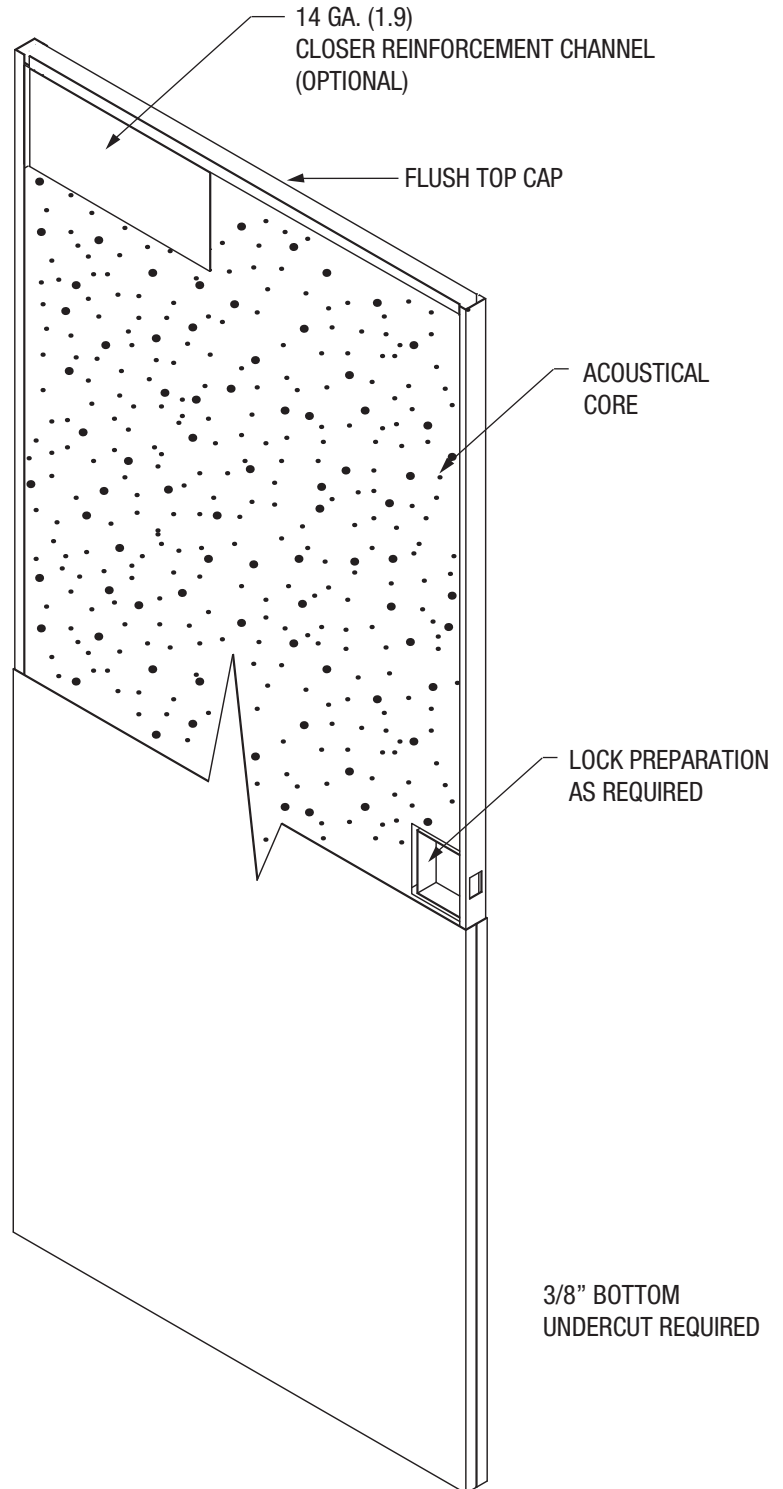 14 GA. (1.9)
CLOSER REINFORCEMENT CHANNEL
(OPTIONAL)
FLUSH TOP CAP
ACOUSTICAL
CORE
LOCK PREPARATION
AS REQUIRED
3/8” BOTTOM
UNDERCUT REQUIRED